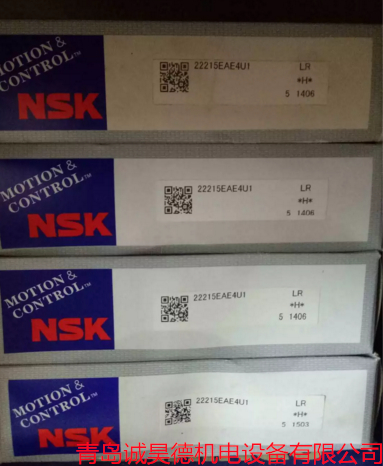 MOTION &
CONTROL™
NSK
22215EAE4U1 LR
*H*
5 1406
MOTION &
CONTROL™
NSK
22215EAE4U1 LR
*H*
5 1406
MOTION &
CONTROL™
NSK
22215EAE4U1 LR
*H*
5 1406
MOTION &
CONTROL™
NSK
22215EAE4U1 LR
*H*
5 1503
青岛诚昊德机电设备有限公司